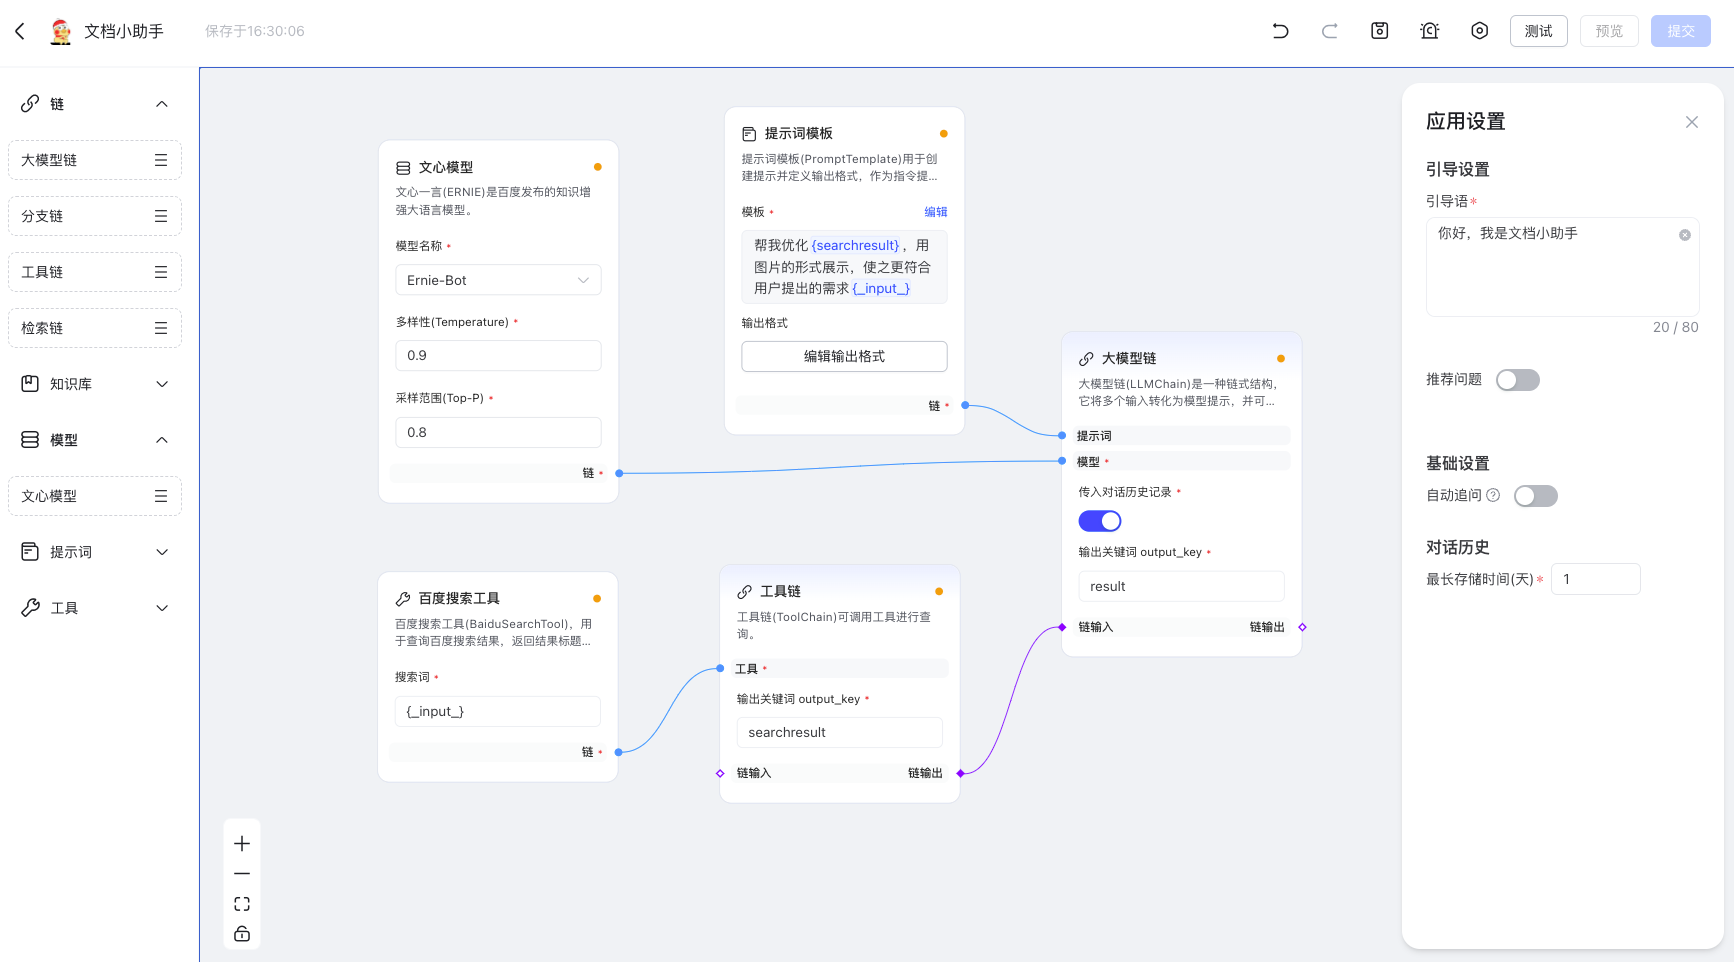 文档小助手
保存于16:30:06
测试
预览
提交
链
大模型链
分支链
工具链
检索链
知识库
模型
文心模型
提示词
工具
文心模型
文心一言(ERNIE)是百度发布的知识增
强大语言模型。
模型名称 *
Ernie-Bot
多样性(Temperature) *
0.9
采样范围(Top-P) *
0.8
链 *
提示词模板
提示词模板(PromptTemplate)用于创
建提示并定义输出格式，作为指令提...
模板 *
编辑
帮我优化{searchresult}，用
图片的形式展示，使之更符合
用户提出的需求{_input_}
输出格式
编辑输出格式
链 *
百度搜索工具
百度搜索工具(BaiduSearchTool)，用
于查询百度搜索结果，返回结果标题...
搜索词 *
{_input_}
链 *
工具链
工具链(ToolChain)可调用工具进行查
询。
工具 *
输出关键词 output_key *
searchresult
链输入
链输出
大模型链
大模型链(LLMChain)是一种链式结构，
它将多个输入转化为模型提示，并可...
提示词
模型 *
传入对话历史记录 *
输出关键词 output_key *
result
链输入
链输出
应用设置
引导设置
引导语*
你好，我是文档小助手
20 / 80
推荐问题
基础设置
自动追问
对话历史
最长存储时间(天)*
1